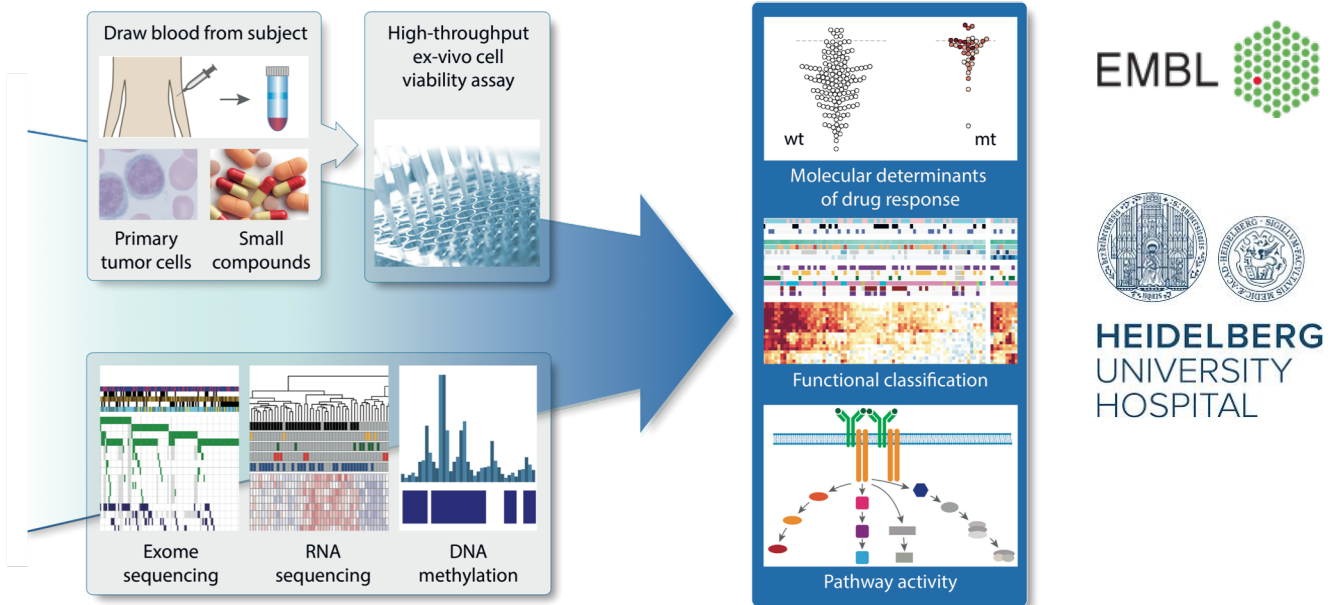 Draw blood from subject
Primary
tumor cells
Small
compounds
High-throughput
ex-vivo cell
viability assay
Exome
sequencing
RNA
sequencing
DNA
methylation
wt
mt
Molecular determinants
of drug response
Functional classification
Pathway activity
EMBL
HEIDELBERG
UNIVERSITY
HOSPITAL